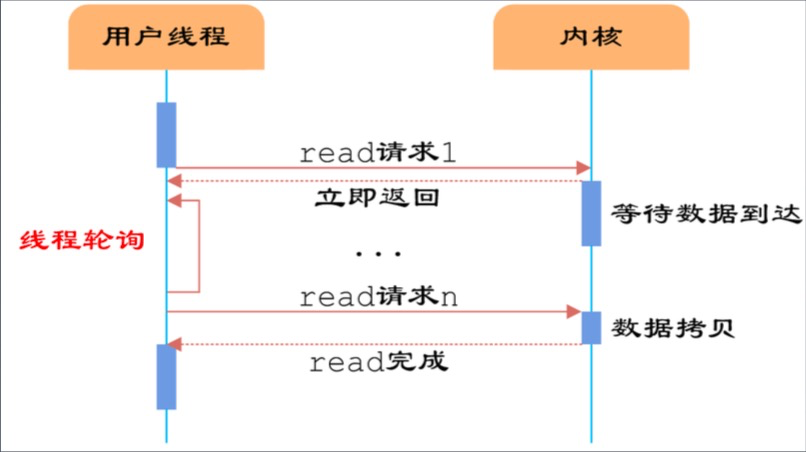 用户线程
内核
read请求1
立即返回
等待数据到达
线程轮询
...
read请求n
数据拷贝
read完成